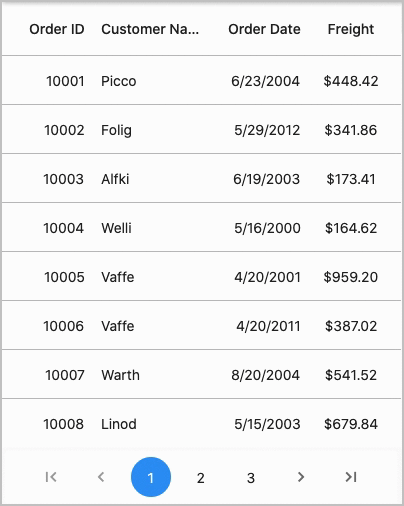 Order ID Customer Na... Order Date Freight
10001 Picco 6/23/2004 $448.42
10002 Folig 5/29/2012 $341.86
10003 Alfki 6/19/2003 $173.41
10004 Welli 5/16/2000 $164.62
10005 Vaffe 4/20/2001 $959.20
10006 Vaffe 4/20/2011 $387.02
10007 Warth 8/20/2004 $541.52
10008 Linod 5/15/2003 $679.84
1 2 3